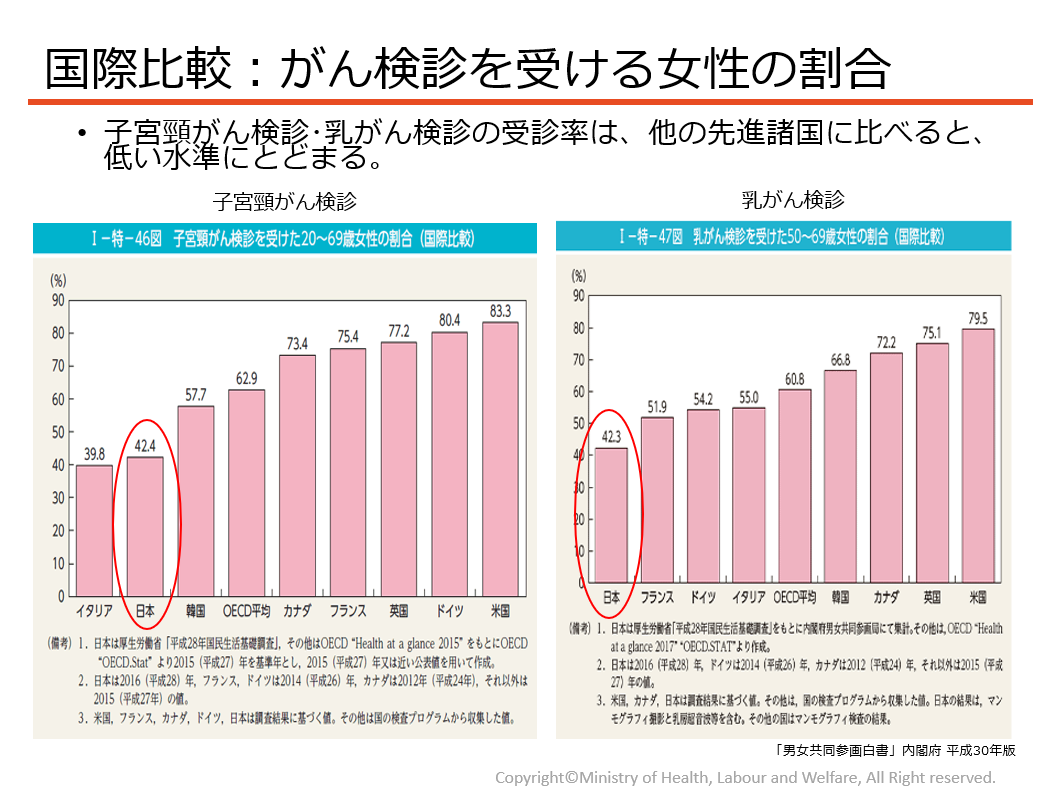 国際比較：がん検診を受ける女性の割合
• 子宮頸がん検診･乳がん検診の受診率は、他の先進諸国に比べると、
低い水準にとどまる。
子宮頸がん検診
Ⅰ－特－46図　子宮頸がん検診を受けた20～69歳女性の割合（国際比較）
(%)
90
80
70
60
50
40
30
20
10
0
39.8
42.4
57.7
62.9
73.4
75.4
77.2
80.4
83.3
イタリア
日本
韓国
OECD平均
カナダ
フランス
英国
ドイツ
米国
（備考）1．日本は厚生労働省「平成28年国民生活基礎調査」，その他はOECD “Health at a glance 2015” をもとにOECD
“OECD.Stat” より2015（平成27）年を基準年とし，2015（平成27）年又は近い公表値を用いて作成。
2．日本は2016（平成28）年，フランス，ドイツは2014（平成26）年，カナダは2012年（平成24年），それ以外は
2015（平成27年）の値。
3．米国，フランス，カナダ，ドイツ，日本は調査結果に基づく値。その他は国の検査プログラムから収集した値。
乳がん検診
Ⅰ－特－47図　乳がん検診を受けた50～69歳女性の割合（国際比較）
(%)
90
80
70
60
50
40
30
20
10
0
42.3
51.9
54.2
55.0
60.8
66.8
72.2
75.1
79.5
日本
フランス
ドイツ
イタリア
OECD平均
韓国
カナダ
英国
米国
（備考）1．日本は厚生労働省「平成28年国民生活基礎調査」をもとに内閣府男女共同参画局にて集計。その他は，OECD “Health
at a glance 2017” “OECD.STAT”より作成。
2．日本は2016（平成28）年，ドイツは2014（平成26）年，カナダは2012（平成24）年，それ以外は2015（平成
27）年の値。
3．米国，カナダ，日本は調査結果に基づく値。その他は，国の検査プログラムから収集した値。日本の結果は，マン
モグラフィ撮影と乳房超音波等を含む。その他の国はマンモグラフィ検査の結果。
「男女共同参画白書」内閣府 平成30年版
Copyright©Ministry of Health, Labour and Welfare, All Right reserved.